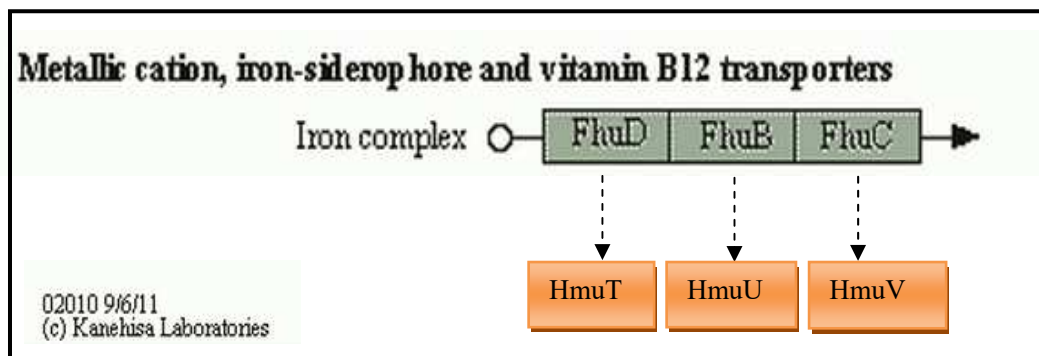 Metallic cation, iron-siderophore and vitamin B12 transporters
Iron complex FhuD FhuB FhuC
HmuT HmuU HmuV
02010 9/6/11
(c) Kanehisa Laboratories